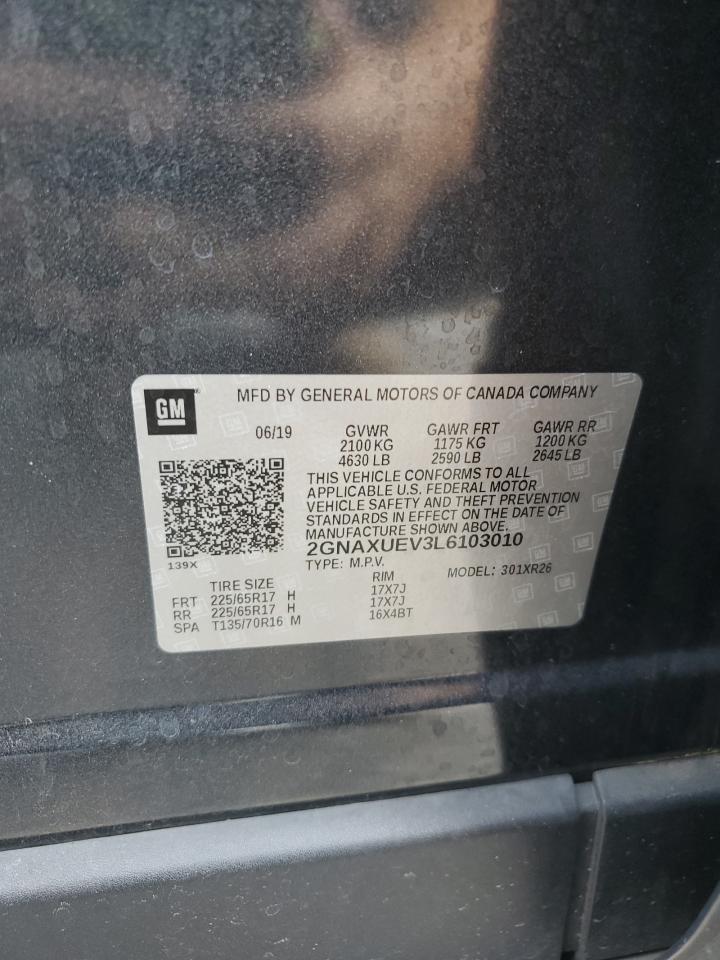 GM
MFD BY GENERAL MOTORS OF CANADA COMPANY
06/19 GVWR GAWR FRT GAWR RR
2100 KG 1175 KG 1200 KG
4630 LB 2590 LB 2645 LB
THIS VEHICLE CONFORMS TO ALL
APPLICABLE U.S. FEDERAL MOTOR
VEHICLE SAFETY AND THEFT PREVENTION
STANDARDS IN EFFECT ON THE DATE OF
MANUFACTURE SHOWN ABOVE.
2GNAXUEV3L6103010
139X TYPE: M.P.V. MODEL: 301XR26
TIRE SIZE RIM
FRT 225/65R17 H 17X7J
RR 225/65R17 H 17X7J
SPA T135/70R16 M 16X4BT